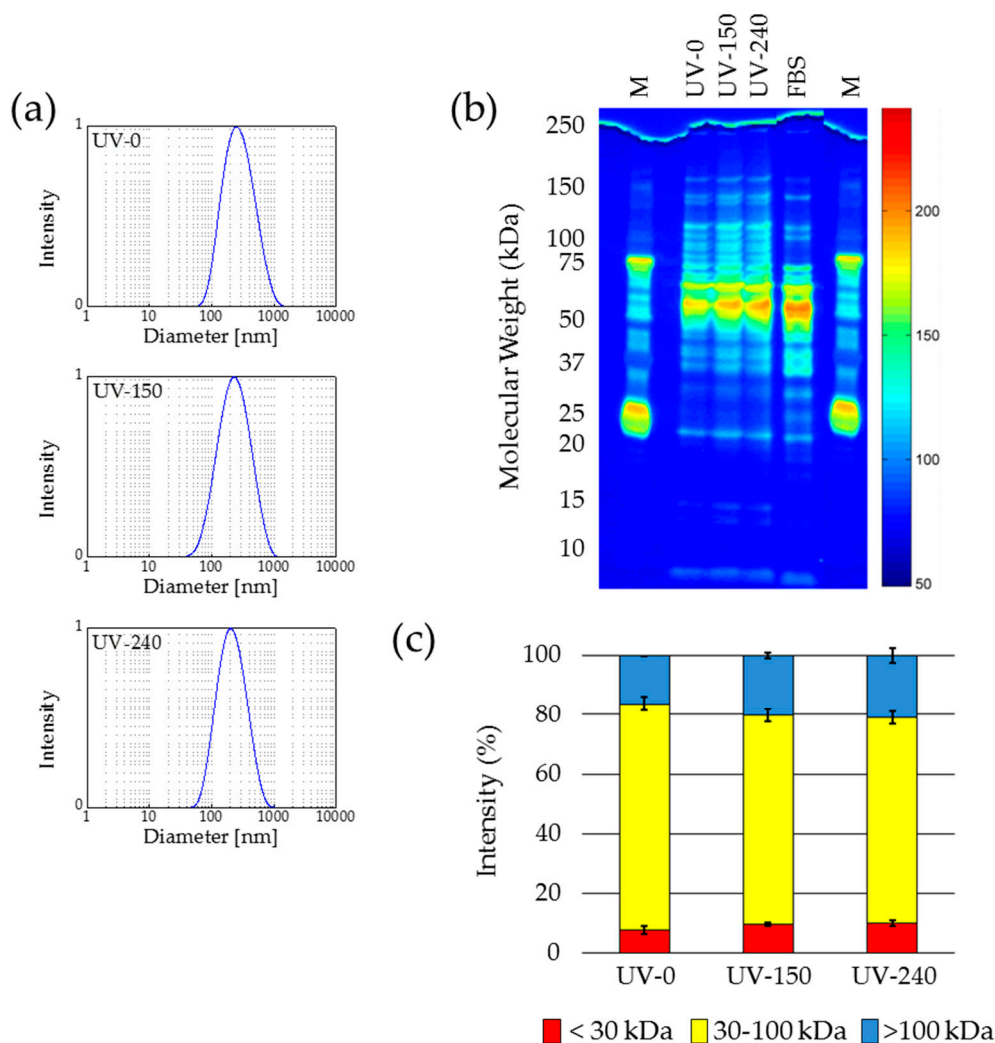 (a)
UV-0
1
0
Intensity
1 10 100 1000 10000
Diameter [nm]
UV-150
1
0
Intensity
1 10 100 1000 10000
Diameter [nm]
UV-240
1
0
Intensity
1 10 100 1000 10000
Diameter [nm]
(b)
M
UV-0
UV-150
UV-240
FBS
M
Molecular Weight (kDa)
250
150
100
75
50
37
25
20
15
10
200
150
100
50
(c)
Intensity (%)
100
80
60
40
20
0
UV-0 UV-150 UV-240
< 30 kDa 30-100 kDa >100 kDa